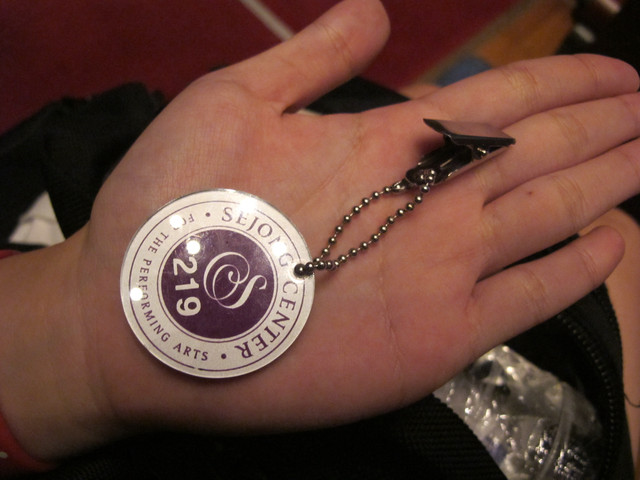 SEJONG CENTER
FOR THE PERFORMING ARTS
S
219